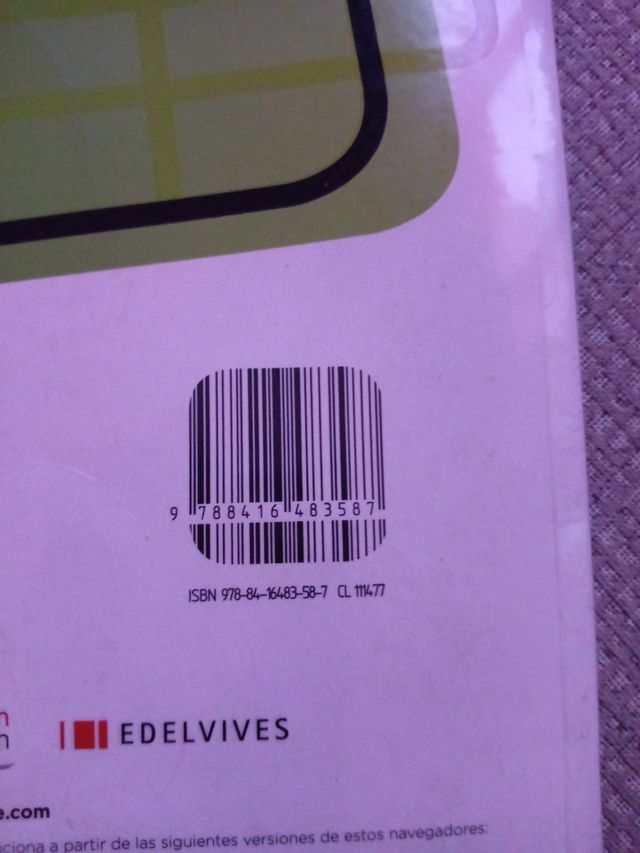 9 788416 483587
ISBN 978-84-16483-58-7 CL 111477
EDELVIVES
e.com
nciona a partir de las siguientes versiones de estos navegadores: